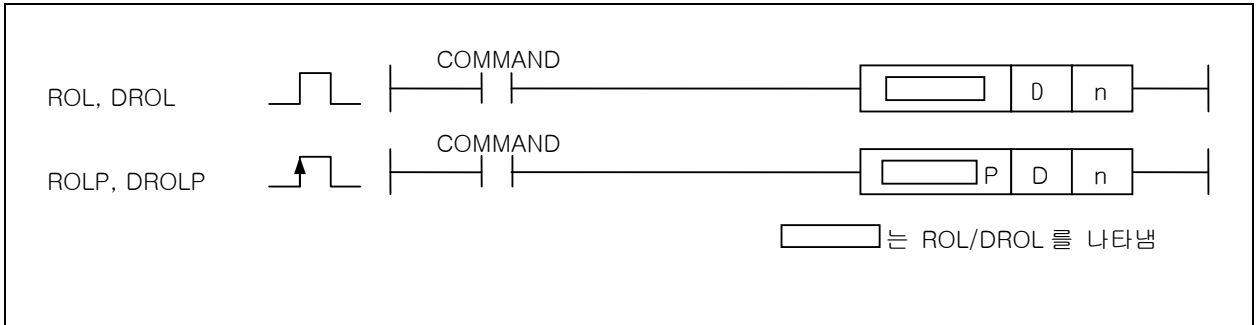 COMMAND
ROL, DROL D n
COMMAND
ROLP, DROLP P D n
는 ROL/DROL 를 나타냄